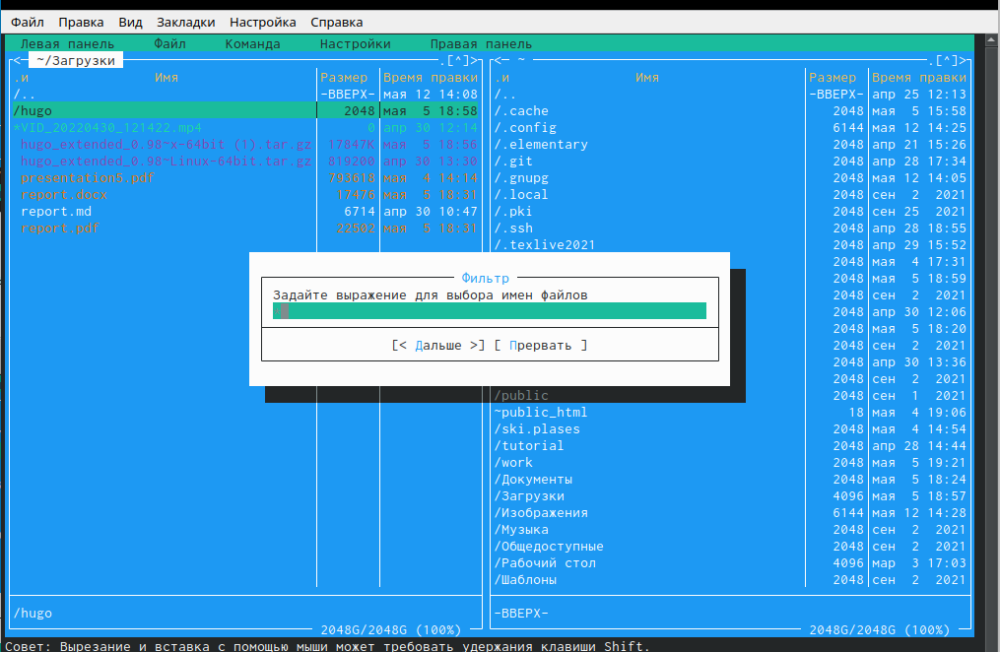 Файл Правка Вид Закладки Настройка Справка
Левая панель Файл Команда Настройки Правая панель
<─ ~/Загрузки .[^]> <─ ~ .[^]>
.и Имя Размер Время правки .и Имя Размер Время правки
/.. -ВВЕРХ- мая 12 14:08 /.. -ВВЕРХ- апр 25 12:13
/hugo 2048 мая 5 18:58 /.cache 2048 мая 5 15:58
*VID_20220430_121422.mp4 0 апр 30 12:14 /.config 6144 мая 12 14:25
hugo_extended_0.98~x-64bit (1).tar.gz 17847K мая 5 18:56 /.elementary 2048 апр 21 15:26
hugo_extended_0.98~Linux-64bit.tar.gz 819200 апр 30 13:30 /.git 2048 апр 28 17:34
presentation5.pdf 793618 мая 4 14:14 /.gnupg 2048 мая 12 14:05
report.docx 17476 мая 5 18:31 /.local 2048 сен 2 2021
report.md 6714 апр 30 10:47 /.pki 2048 сен 25 2021
report.pdf 22502 мая 5 18:31 /.ssh 2048 апр 28 18:55
/.texlive2021 2048 апр 29 15:52
2048 мая 4 17:31
Фильтр 2048 мая 5 18:59
Задайте выражение для выбора имен файлов 2048 сен 2 2021
2048 апр 30 12:06
2048 мая 5 18:20
[< Дальше >] [ Прервать ] 2048 сен 2 2021
2048 апр 30 13:36
2048 сен 2 2021
/public 2048 сен 1 2021
~public_html 18 мая 4 19:06
/ski.plases 2048 мая 4 14:54
/tutorial 2048 апр 28 14:44
/work 2048 мая 5 19:21
/Документы 2048 мая 5 18:24
/Загрузки 4096 мая 5 18:57
/Изображения 6144 мая 12 14:28
/Музыка 2048 сен 2 2021
/Общедоступные 2048 сен 2 2021
/Рабочий стол 4096 мар 3 17:03
/Шаблоны 2048 сен 2 2021
/hugo -ВВЕРХ-
2048G/2048G (100%) 2048G/2048G (100%)
Совет: Вырезание и вставка с помощью мыши может требовать удержания клавиши Shift.